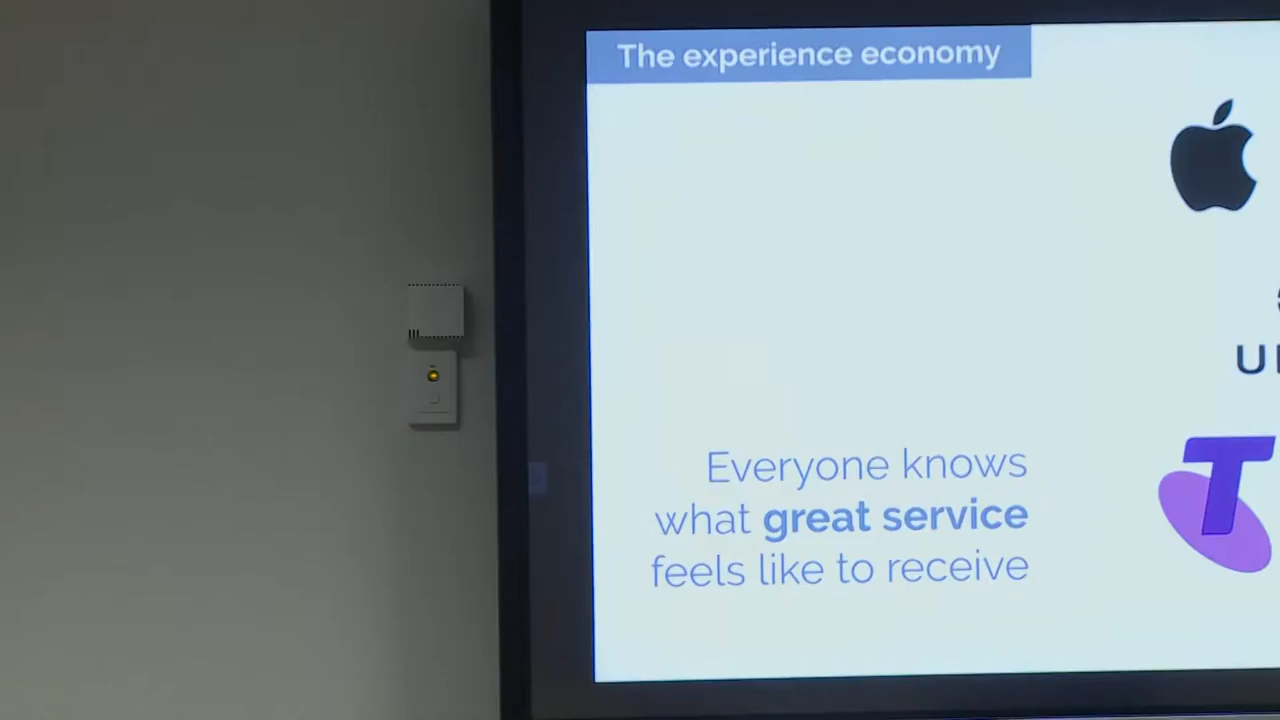 The experience economy
Everyone knows
what great service
feels like to receive
T